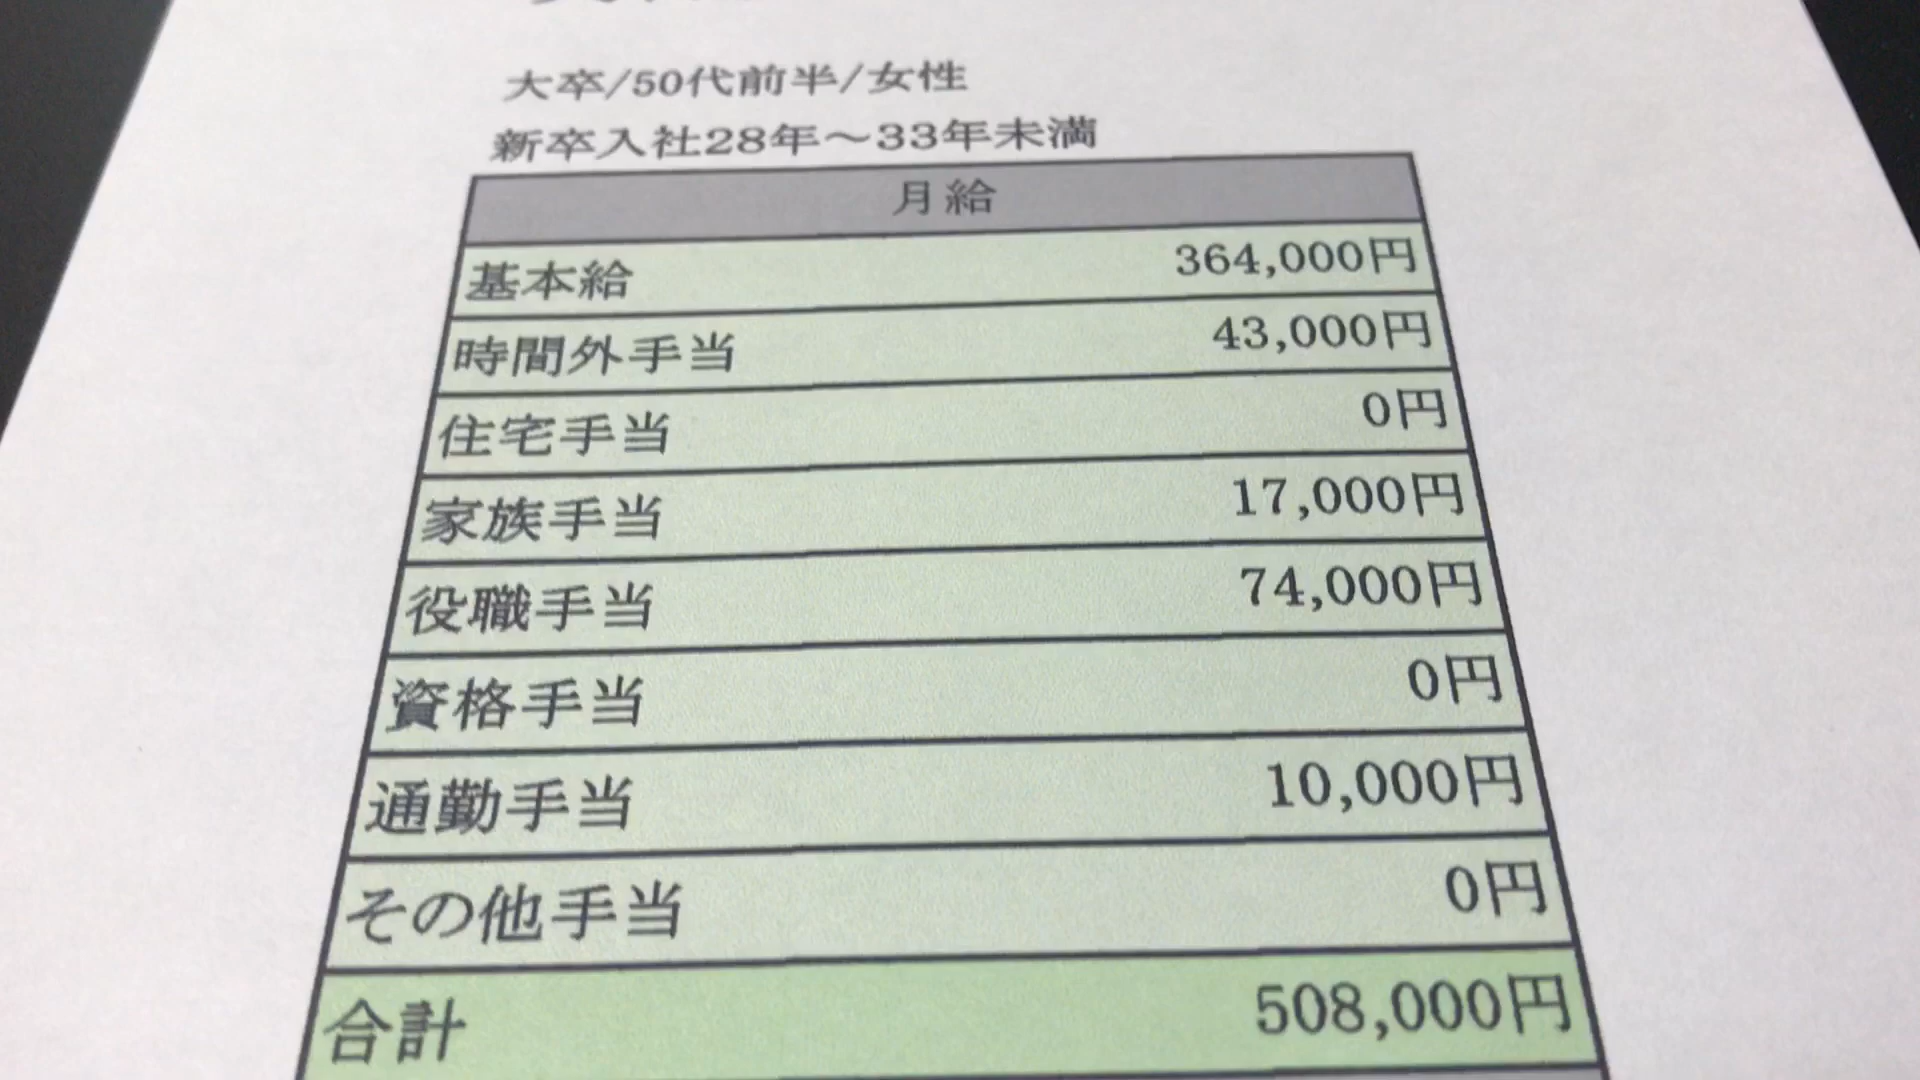 大卒/50代前半/女性
新卒入社28年～33年未満
月給
基本給 364,000円
時間外手当 43,000円
住宅手当 0円
家族手当 17,000円
役職手当 74,000円
資格手当 0円
通勤手当 10,000円
その他手当 0円
合計 508,000円